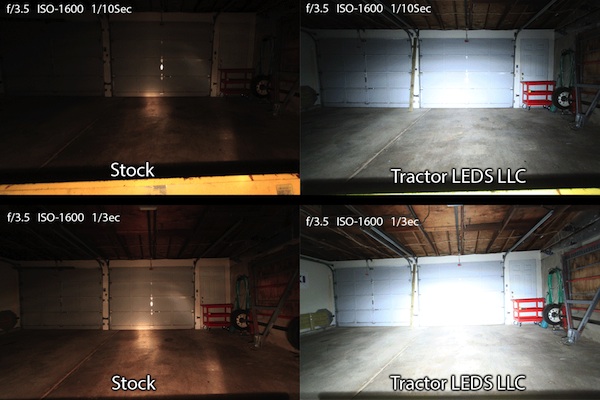 f/3.5 ISO-1600 1/10Sec
f/3.5 ISO-1600 1/10Sec
Stock
Tractor LEDS LLC
f/3.5 ISO-1600 1/3ec
f/3.5 ISO-1600 1/3ec
Stock
Tractor LEDS LLC